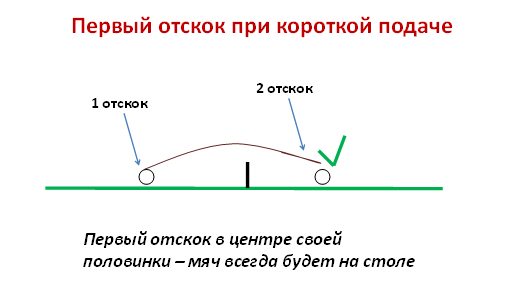 Первый отскок при короткой подаче
2 отскок
1 отскок
Первый отскок в центре своей
половинки – мяч всегда будет на столе